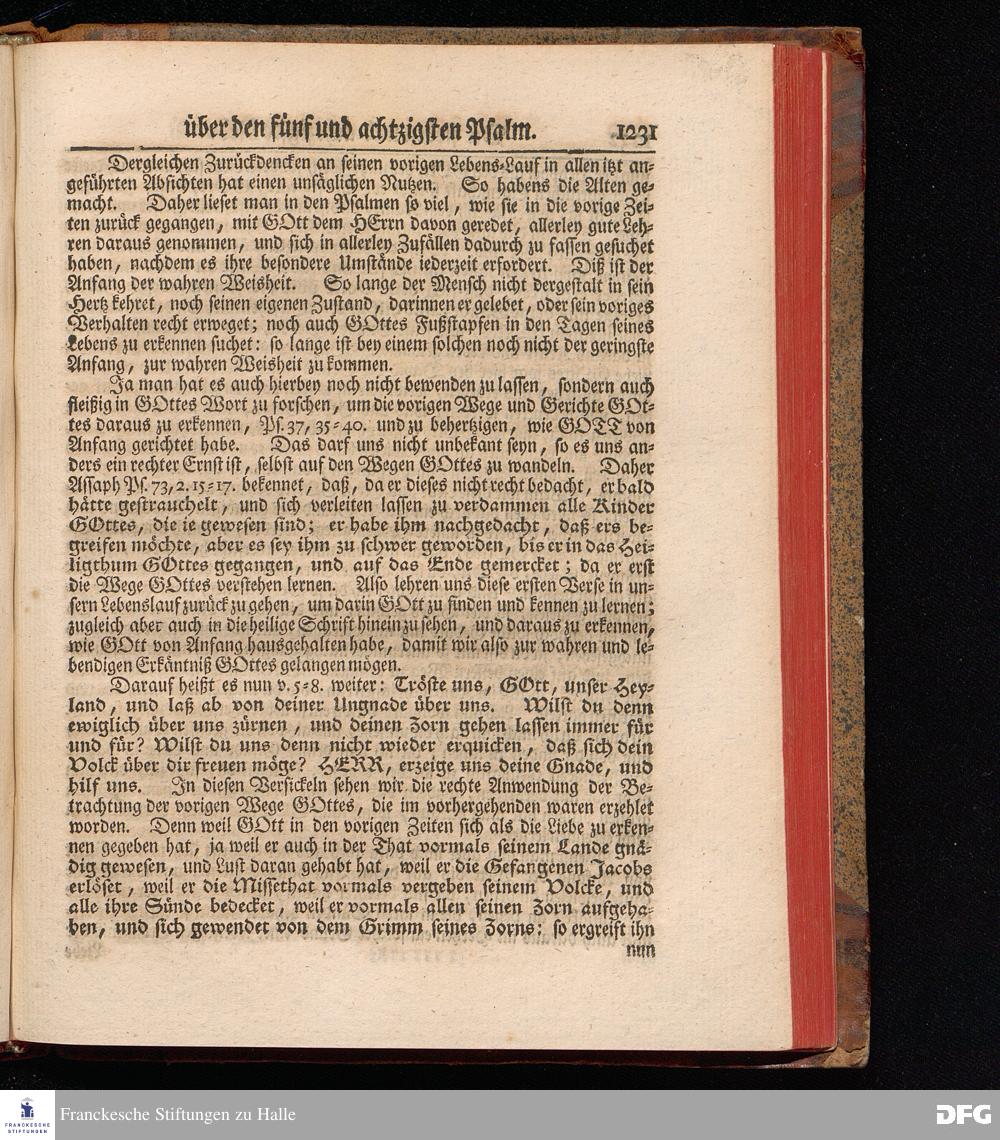 über den fünf und achtzigsten Psalm. 1231
Dergleichen Zurückdencken an seinen vorigen Lebens-Lauf in allen itzt an-
geführten Absichten hat einen unsäglichen Nutzen. So habens die Alten ge-
macht. Daher lieset man in den Psalmen so viel, wie sie in die vorige Zei-
ten zurück gegangen, mit GOtt dem HErrn davon geredet, allerley gute Leh-
ren daraus genommen, und sich in allerley Zufällen dadurch zu fassen gesuchet
haben, nachdem es ihre besondere Umstände iederzeit erfordert. Diß ist der
Anfang der wahren Weisheit. So lange der Mensch nicht dergestalt in sein
Hertz kehret, noch seinen eigenen Zustand, darinnen er gelebet, oder sein voriges
Verhalten recht erweget; noch auch GOttes Fußstapfen in den Tagen seines
Lebens zu erkennen suchet: so lange ist bey einem solchen noch nicht der geringste
Anfang, zur wahren Weisheit zu kommen.
Ja man hat es auch hierbey noch nicht bewenden zu lassen, sondern auch
fleißig in GOttes Wort zu forschen, um die vorigen Wege und Gerichte GOt-
tes daraus zu erkennen, Ps. 37, 35-40. und zu behertzigen, wie GOTT von
Anfang gerichtet habe. Das darf uns nicht unbekant seyn, so es uns an-
ders ein rechter Ernst ist, selbst auf den Wegen GOttes zu wandeln. Daher
Assaph Ps. 73, 2. 15-17. bekennet, daß, da er dieses nicht recht bedacht, er bald
hätte gestrauchelt, und sich verleiten lassen zu verdammen alle Kinder
GOttes, die ie gewesen sind; er habe ihm nachgedacht, daß ers be-
greifen möchte, aber es sey ihm zu schwer geworden, bis er in das Hei-
ligthum GOttes gegangen, und auf das Ende gemercket; da er erst
die Wege GOttes verstehen lernen. Also lehren uns diese ersten Verse in un-
sern Lebenslauf zurück zu gehen, um darin GOtt zu finden und kennen zu lernen;
zugleich aber auch in die heilige Schrift hinein zu sehen, und daraus zu erkennen,
wie GOtt von Anfang hausgehalten habe, damit wir also zur wahren und le-
bendigen Erkäntniß GOttes gelangen mögen.
Darauf heißt es nun v. 5-8. weiter: Tröste uns, GOtt, unser Hey-
land, und laß ab von deiner Ungnade über uns. Wilst du denn
ewiglich über uns zürnen, und deinen Zorn gehen lassen immer für
und für? Wilst du uns denn nicht wieder erquicken, daß sich dein
Volck über dir freuen möge? HERR, erzeige uns deine Gnade, und
hilf uns. In diesen Versickeln sehen wir die rechte Anwendung der Be-
trachtung der vorigen Wege GOttes, die im vorhergehenden waren erzehlet
worden. Denn weil GOtt in den vorigen Zeiten sich als die Liebe zu erken-
nen gegeben hat, ja weil er auch in der That vormals seinem Lande gnä-
dig gewesen, und Lust daran gehabt hat, weil er die Gefangenen Jacobs
erlöset, weil er die Missethat vormals vergeben seinem Volcke, und
alle ihre Sünde bedecket, weil er vormals allen seinen Zorn aufgeha-
ben, und sich gewendet von dem Grimm seines Zorns: so ergreift ihn
nun
FRANCKESCHE
STIFTUNGEN
Franckesche Stiftungen zu Halle
DFG